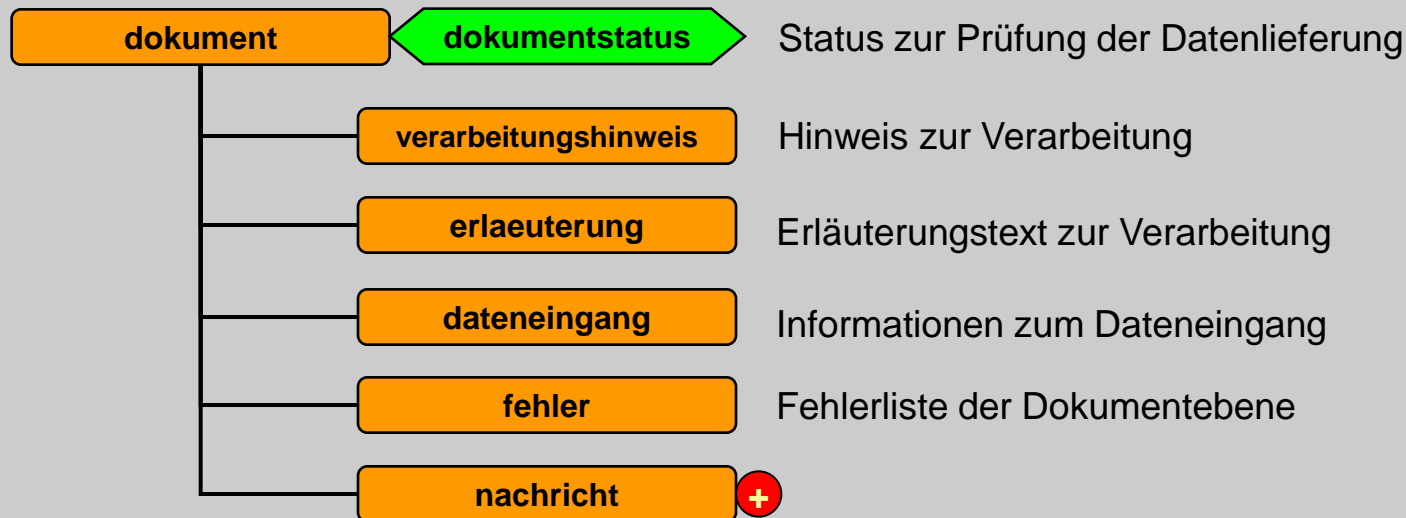 dokument dokumentstatus Status zur Prüfung der Datenlieferung
verarbeitungshinweis Hinweis zur Verarbeitung
erlaeuterung Erläuterungstext zur Verarbeitung
dateneingang Informationen zum Dateneingang
fehler Fehlerliste der Dokumentebene
nachricht +